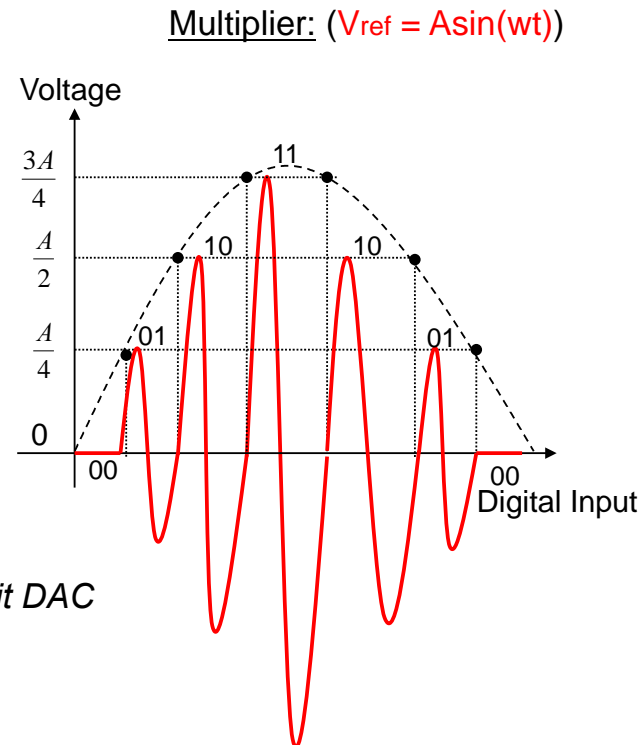 Multiplier: (Vref = Asin(wt))
Voltage
11
3A
4
10
10
A
2
01
01
A
4
0
00
00
Digital Input
it DAC